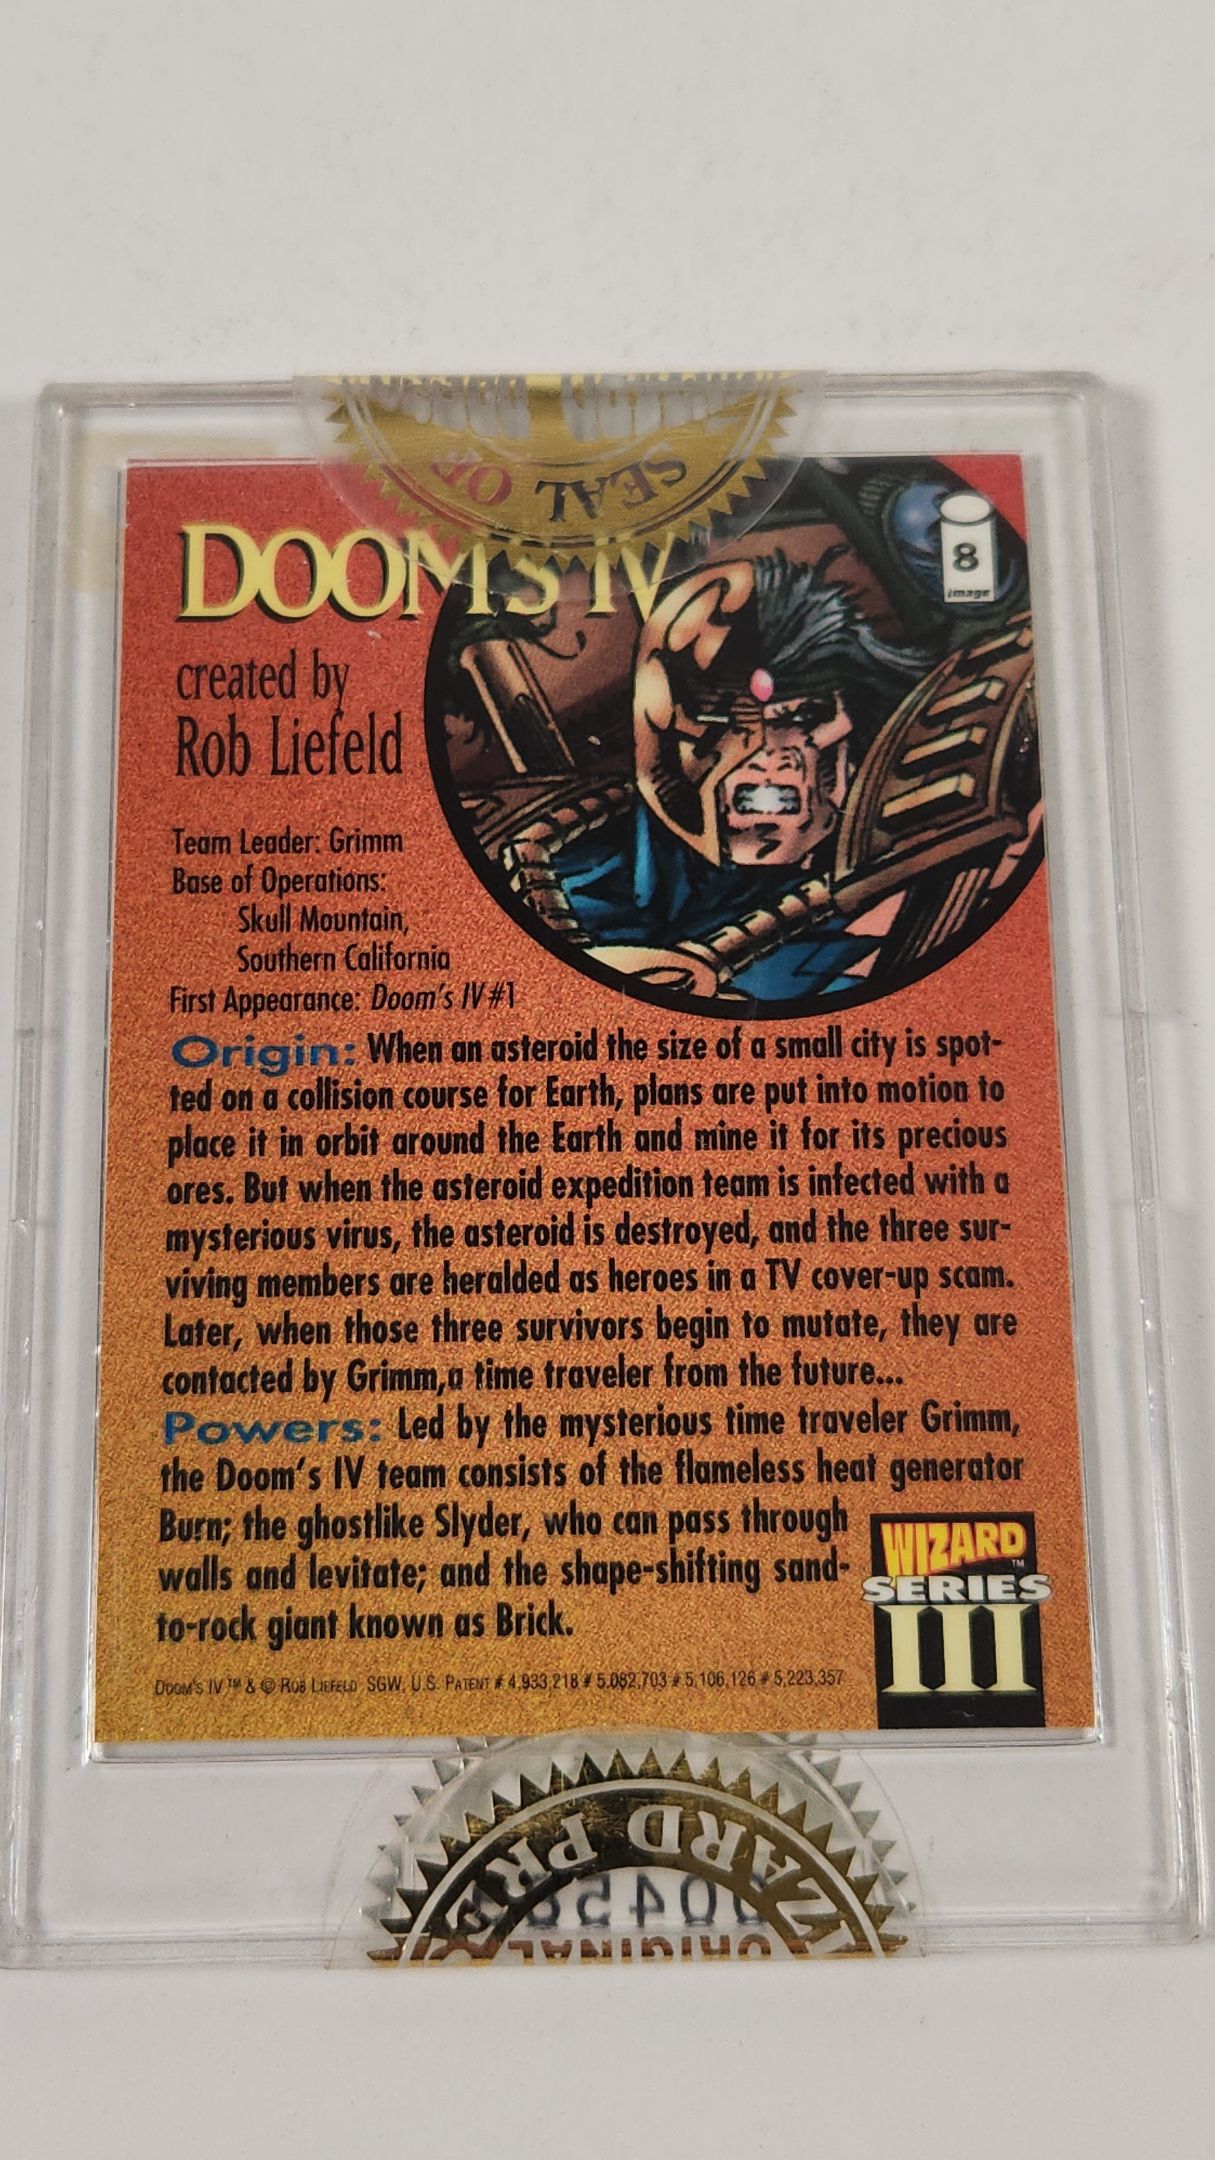 SEAL OF
DOOM'S IV
8
image
created by
Rob Liefeld
Team Leader: Grimm
Base of Operations:
Skull Mountain,
Southern California
First Appearance: Doom's IV #1
Origin: When an asteroid the size of a small city is spot-
ted on a collision course for Earth, plans are put into motion to
place it in orbit around the Earth and mine it for its precious
ores. But when the asteroid expedition team is infected with a
mysterious virus, the asteroid is destroyed, and the three sur-
viving members are heralded as heroes in a TV cover-up scam.
Later, when those three survivors begin to mutate, they are
contacted by Grimm,a time traveler from the future...
Powers: Led by the mysterious time traveler Grimm,
the Doom's IV team consists of the flameless heat generator
Burn; the ghostlike Slyder, who can pass through
walls and levitate; and the shape-shifting sand-
to-rock giant known as Brick.
WIZARD™
SERIES
III
DOOM'S IV ™ & © ROB LIEFELD SGW, U.S. PATENT # 4,933,218 # 5,082,703 # 5,106,126 # 5,223,357
ZARD PRE
ORIGINAL